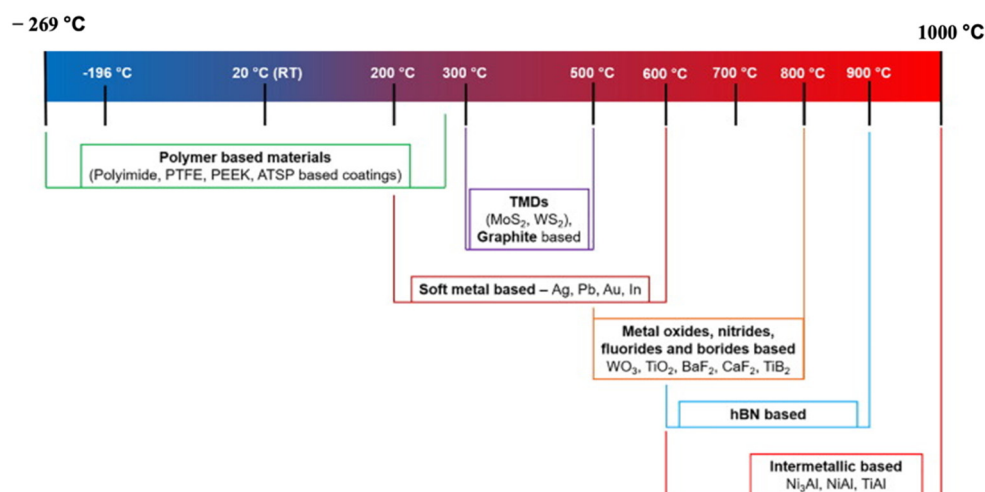 − 269 °C
1000 °C
-196 °C
20 °C (RT)
200 °C
300 °C
500 °C
600 °C
700 °C
800 °C
900 °C
Polymer based materials
(Polyimide, PTFE, PEEK, ATSP based coatings)
TMDs
(MoS₂, WS₂),
Graphite based
Soft metal based – Ag, Pb, Au, In
Metal oxides, nitrides,
fluorides and borides based
WO₃, TiO₂, BaF₂, CaF₂, TiB₂
hBN based
Intermetallic based
Ni₃Al, NiAl, TiAl